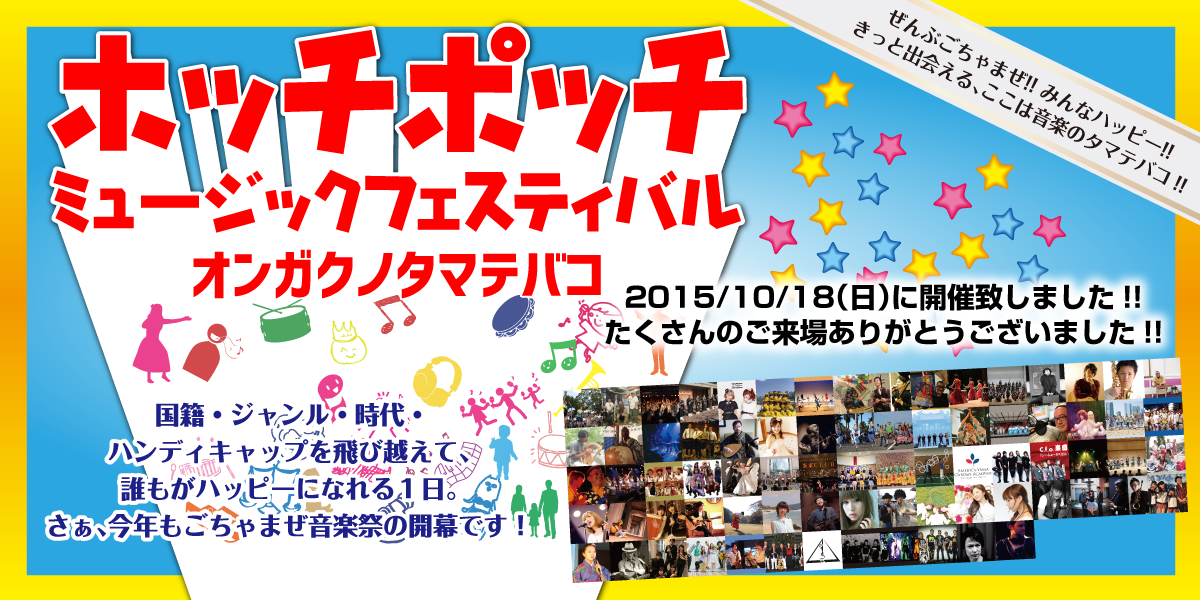 ホッチポッチ
ミュージックフェスティバル
オンガクノタマテバコ
ぜんぶごちゃまぜ!! みんなハッピー!!
きっと出会える、ここは音楽のタマテバコ!!
2015/10/18(日)に開催致しました!!
たくさんのご来場ありがとうございました!!
国籍・ジャンル・時代・
ハンディキャップを飛び越えて、
誰もがハッピーになれる1日。
さぁ、今年もごちゃまぜ音楽祭の開幕です!